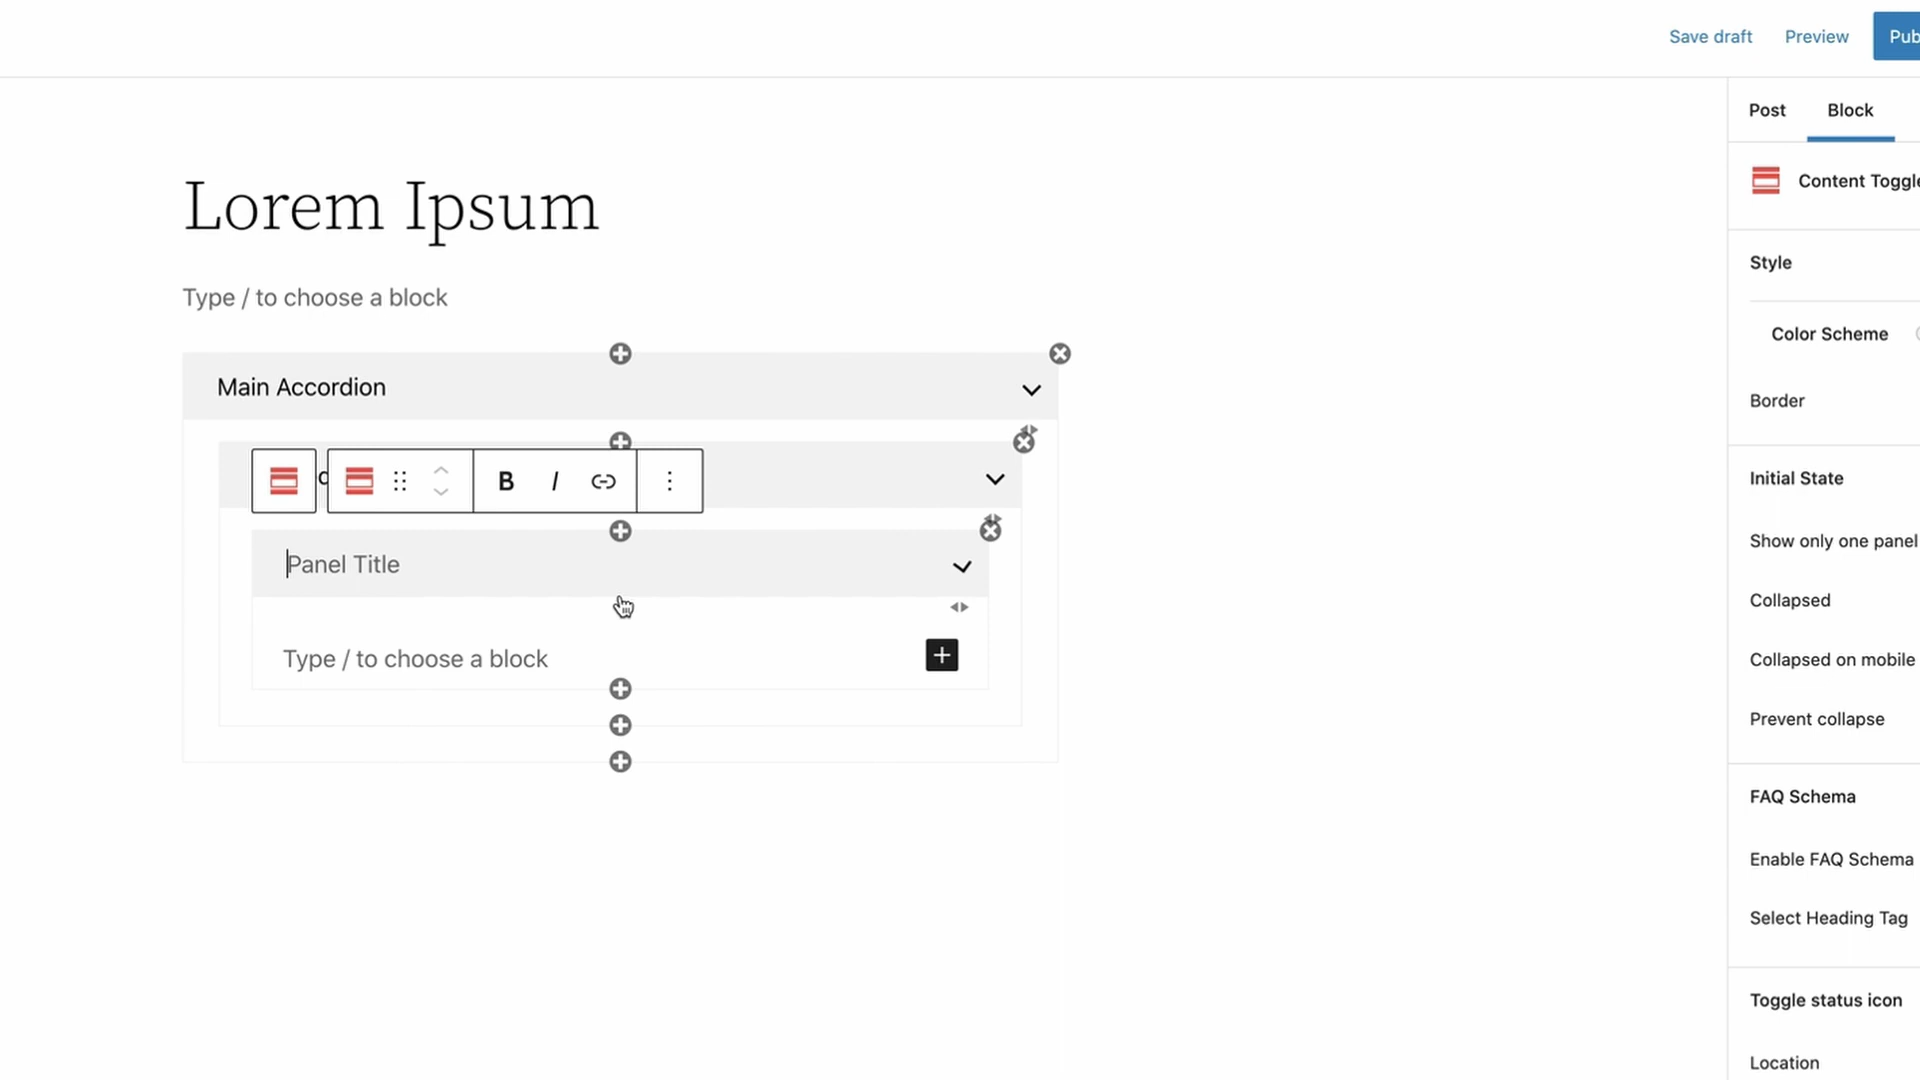 Save draft Preview Pub
Post Block
Content Toggle
Lorem Ipsum
Style
Type / to choose a block
Color Scheme
Main Accordion
Border
B I
Initial State
Panel Title
Show only one panel
Collapsed
Type / to choose a block
Collapsed on mobile
Prevent collapse
FAQ Schema
Enable FAQ Schema
Select Heading Tag
Toggle status icon
Location